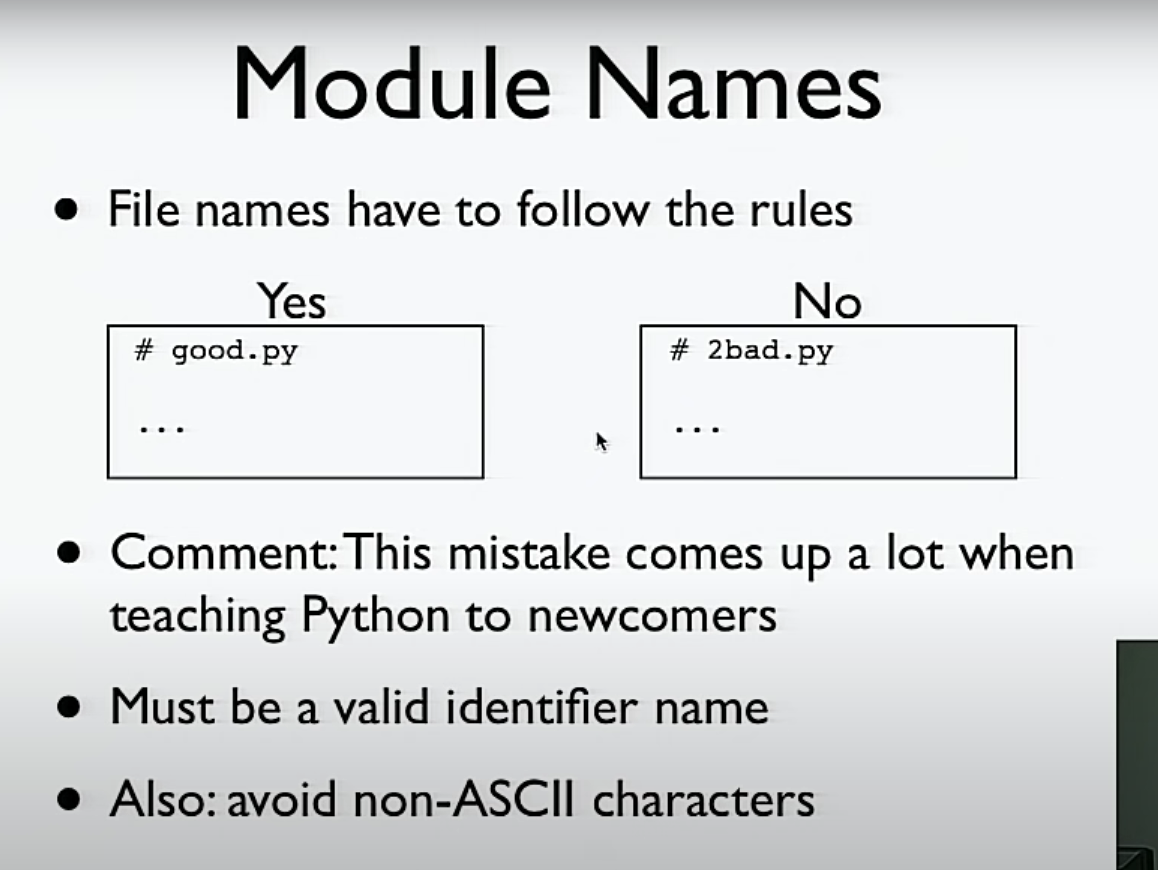 Module Names
• File names have to follow the rules
Yes
No
# good.py
# 2bad.py
...
...
• Comment: This mistake comes up a lot when
teaching Python to newcomers
• Must be a valid identifier name
• Also: avoid non-ASCII characters